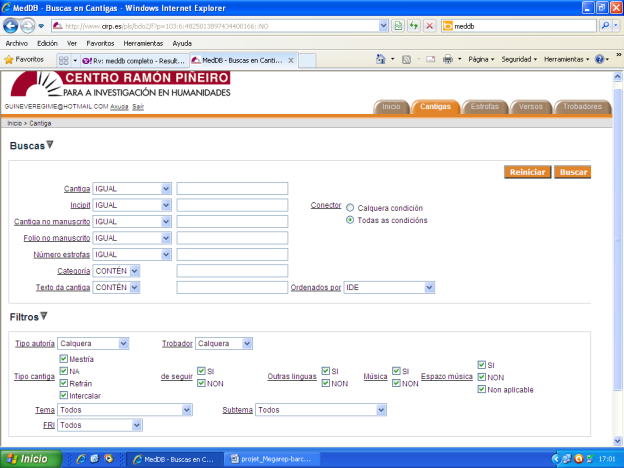 MedDB - Buscas en Cantigas - Windows Internet Explorer
http://www.cirp.es/pls/bdo2/f?p=103:6:4825013897434400166::NO
meddb
Archivo Edición Ver Favoritos Herramientas Ayuda
Favoritos Rv: meddb completo - Result... MedDB - Buscas en Cantigas Página Seguridad Herramientas
CENTRO RAMÓN PIÑEIRO
PARA A INVESTIGACIÓN EN HUMANIDADES
GUINEVEREGIME@HOTMAIL.COM Axuda Saír
Inicio Cantigas Estrofas Versos Trobadores
Inicio > Cantiga
Buscas
Reiniciar Buscar
Cantiga IGUAL
Incipit IGUAL Conector Calquera condición
Todas as condicións
Cantiga no manuscrito IGUAL
Folio no manuscrito IGUAL
Número estrofas IGUAL
Categoría CONTÉN
Texto da cantiga CONTÉN Ordenados por IDE
Filtros
Tipo autoría Calquera Trobador Calquera
Tipo cantiga Mestría NA Refrán Intercalar de seguir SI NON Outras linguas SI NON Música SI NON Espazo música SI NON Non aplicable
Tema Todos Subtema Todos
FRI Todos
Inicio MedDB - Buscas en C... projet_Megarep-barc... 17:01